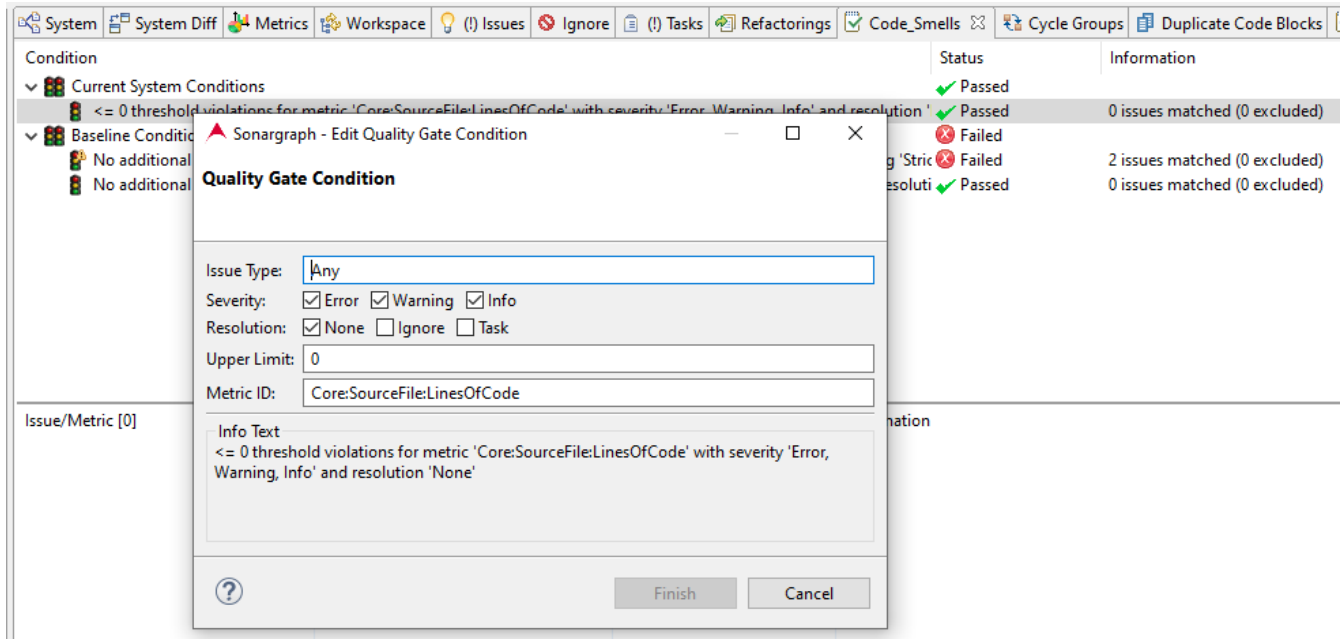 System System Diff Metrics Workspace (!) Issues Ignore (!) Tasks Refactorings Code_Smells Cycle Groups Duplicate Code Blocks
Condition Status Information
Current System Conditions Passed
<= 0 threshold violations for metric 'Core:SourceFile:LinesOfCode' with severity 'Error, Warning, Info' and resolution ' Passed 0 issues matched (0 excluded)
Baseline Conditic Failed
No additional g 'Stric Failed 2 issues matched (0 excluded)
No additional esoluti Passed 0 issues matched (0 excluded)
Sonargraph - Edit Quality Gate Condition
Quality Gate Condition
Issue Type: Any
Severity: Error Warning Info
Resolution: None Ignore Task
Upper Limit: 0
Metric ID: Core:SourceFile:LinesOfCode
Info Text
<= 0 threshold violations for metric 'Core:SourceFile:LinesOfCode' with severity 'Error,
Warning, Info' and resolution 'None'
Finish Cancel
Issue/Metric [0] nation